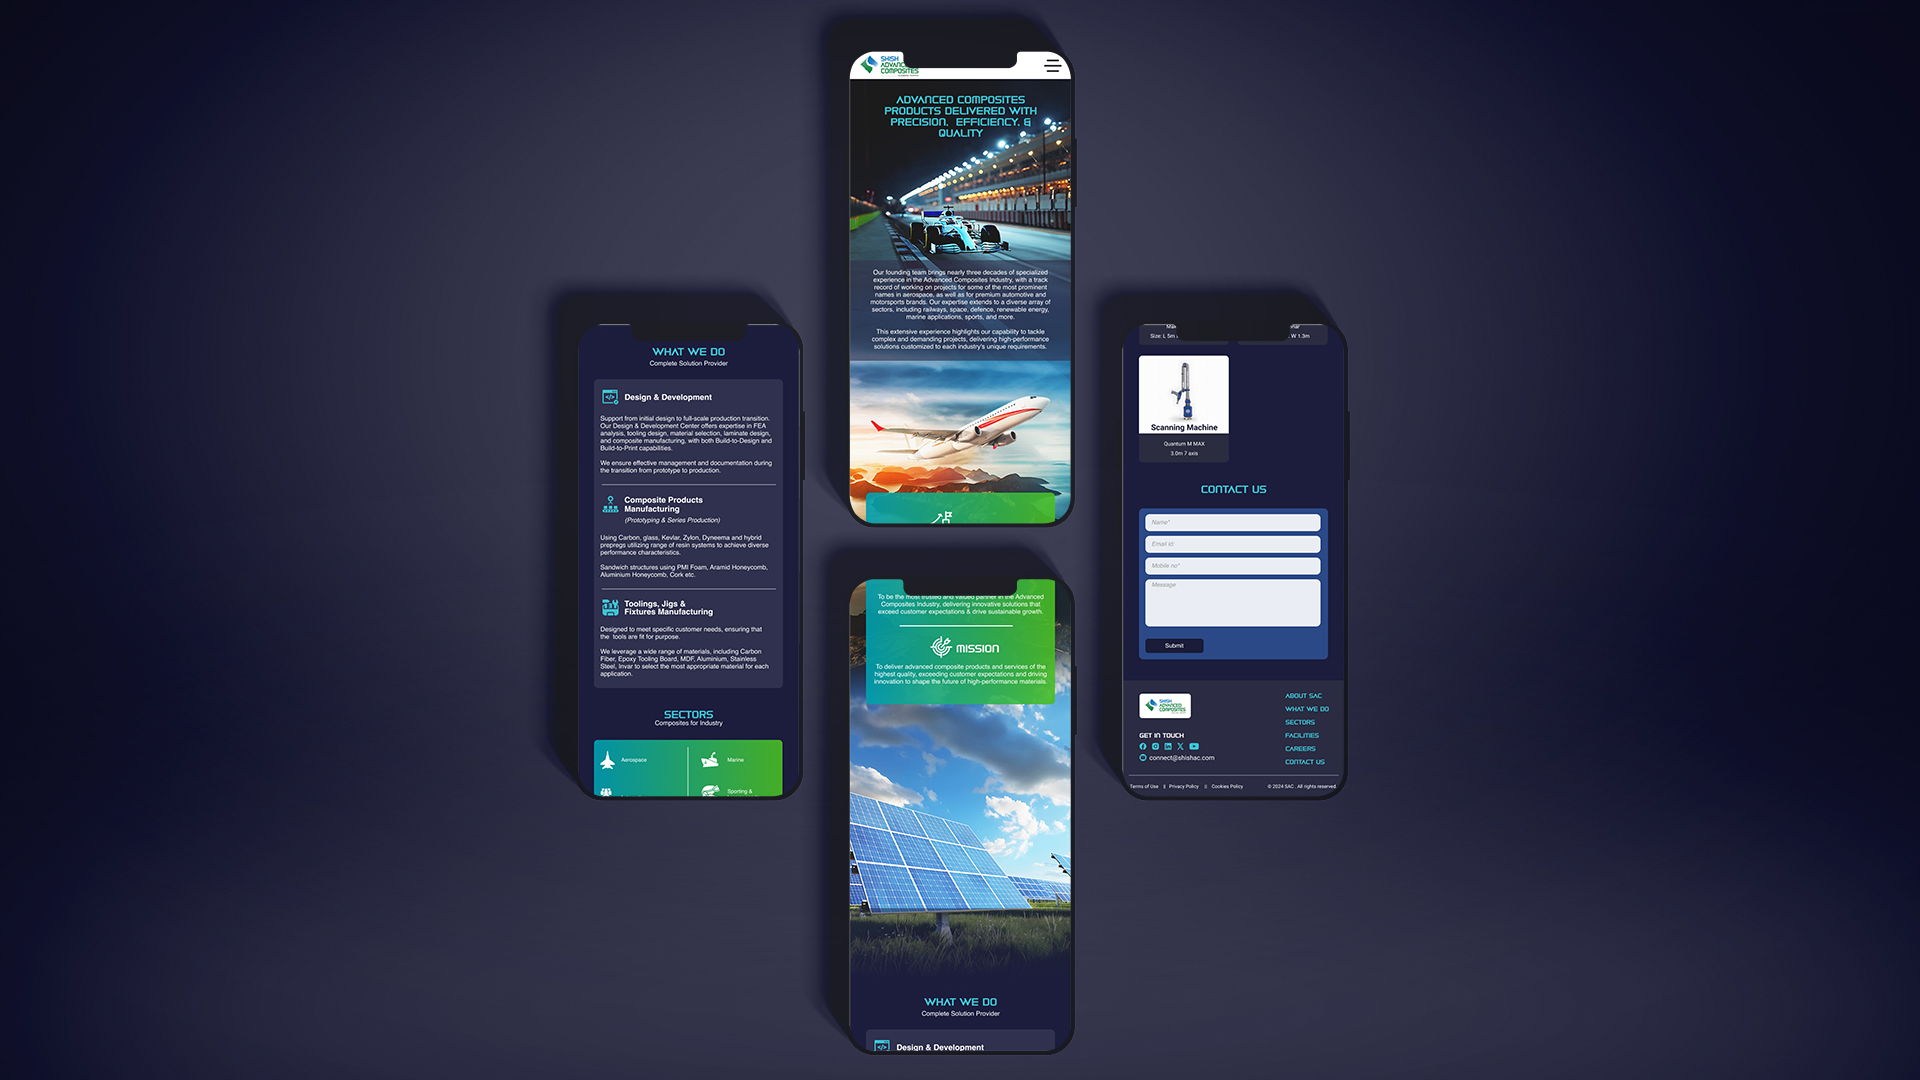 SHISH
ADVANC
COMPOSITES
ADVANCED COMPOSITES
PRODUCTS DELIVERED WITH
PRECISION, EFFICIENCY, &
QUALITY
Our founding team brings nearly three decades of specialized
experience in the Advanced Composites Industry, with a track
record of working on projects for some of the most prominent
names in aerospace, as well as for premium automotive and
motorsports brands. Our expertise extends to a diverse array of
sectors, including railways, space, defence, renewable energy,
marine applications, sports, and more.
This extensive experience highlights our capability to tackle
complex and demanding projects, delivering high-performance
solutions customized to each industry's unique requirements.
WHAT WE DO
Complete Solution Provider
Design & Development
Support from initial design to full-scale production transition.
Our Design & Development Center offers expertise in FEA
analysis, tooling design, material selection, laminate design,
and composite manufacturing, with both Build-to-Design and
Build-to-Print capabilities.
We ensure effective management and documentation during
the transition from prototype to production.
Composite Products
Manufacturing
(Prototyping & Series Production)
Using Carbon, glass, Kevlar, Zylon, Dyneema and hybrid
prepregs utilizing range of resin systems to achieve diverse
performance characteristics.
Sandwich structures using PMI Foam, Aramid Honeycomb,
Aluminium Honeycomb, Cork etc.
Toolings, Jigs &
Fixtures Manufacturing
Designed to meet specific customer needs, ensuring that
the tools are fit for purpose.
We leverage a wide range of materials, including Carbon
Fiber, Epoxy Tooling Board, MDF, Aluminium, Stainless
Steel, Invar to select the most appropriate material for each
application.
SECTORS
Composites for Industry
Aerospace
Marine
Sporting &
To be the most trusted and valued partner in the Advanced
Composites Industry, delivering innovative solutions that
exceed customer expectations & drive sustainable growth.
MISSION
To deliver advanced composite products and services of the
highest quality, exceeding customer expectations and driving
innovation to shape the future of high-performance materials.
WHAT WE DO
Complete Solution Provider
Design & Development
Size: L 5m
W 1.3m
Scanning Machine
Quantum M MAX
3.0m 7 axis
CONTACT US
Name*
Email id:
Mobile no*
Message
Submit
SHISH
ADVANCED
COMPOSITES
ABOUT SAC
WHAT WE DO
SECTORS
FACILITIES
CAREERS
CONTACT US
GET IN TOUCH
connect@shishac.com
Terms of Use || Privacy Policy || Cookies Policy © 2024 SAC . All rights reserved.